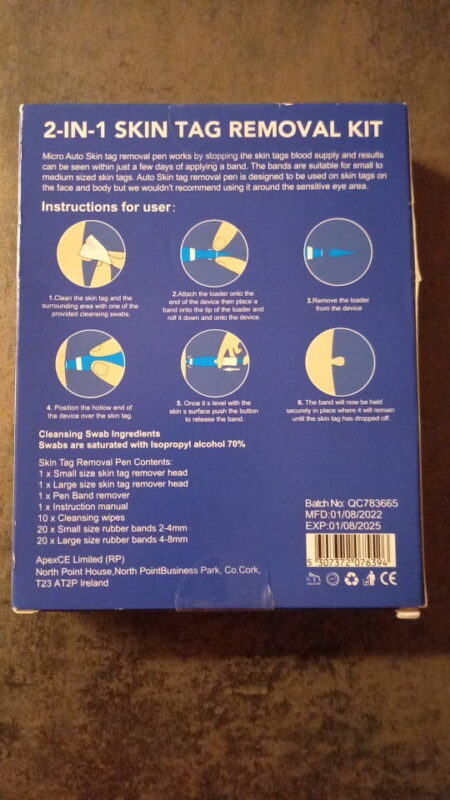 2-IN-1 SKIN TAG REMOVAL KIT
Micro Auto Skin tag removal pen works by stopping the skin tags blood supply and results
can be seen within just a few days of applying a band. The bands are suitable for small to
medium sized skin tags. Auto Skin tag removal pen is designed to be used on skin tags on
the face and body but we wouldn't recommend using it around the sensitive eye area.
Instructions for user:
1.Clean the skin tag and the
surrounding area with one of the
provided cleansing swabs.
2.Attach the loader onto the
end of the device then place a
band onto the tip of the loader and
roll it down and onto the device.
3.Remove the loader
from the device
4. Position the hollow end of
the device over the skin tag.
5. Once it s level with the
skin s surface push the button
to release the band.
6. The band will now be held
securely in place where it will remain
until the skin tag has dropped off.
Cleansing Swab Ingredients
Swabs are saturated with Isopropyl alcohol 70%
Skin Tag Removal Pen Contents:
1 x Small size skin tag remover head
1 x Large size skin tag remover head
1 x Pen Band remover
1 x Instruction manual
10 x Cleansing wipes
20 x Small size rubber bands 2-4mm
20 x Large size rubber bands 4-8mm
ApexCE Limited (RP)
North Point House,North PointBusiness Park, Co.Cork,
T23 AT2P Ireland
Batch No: QC783665
MFD:01/08/2022
EXP:01/08/2025
5 307372 076394
CE